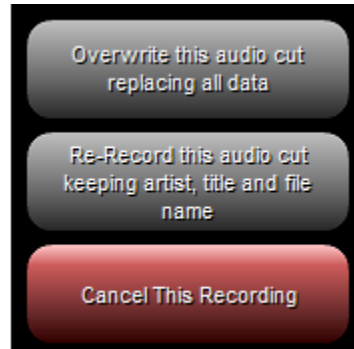 Overwrite this audio cut
replacing all data
Re-Record this audio cut
keeping artist, title and file
name
Cancel This Recording